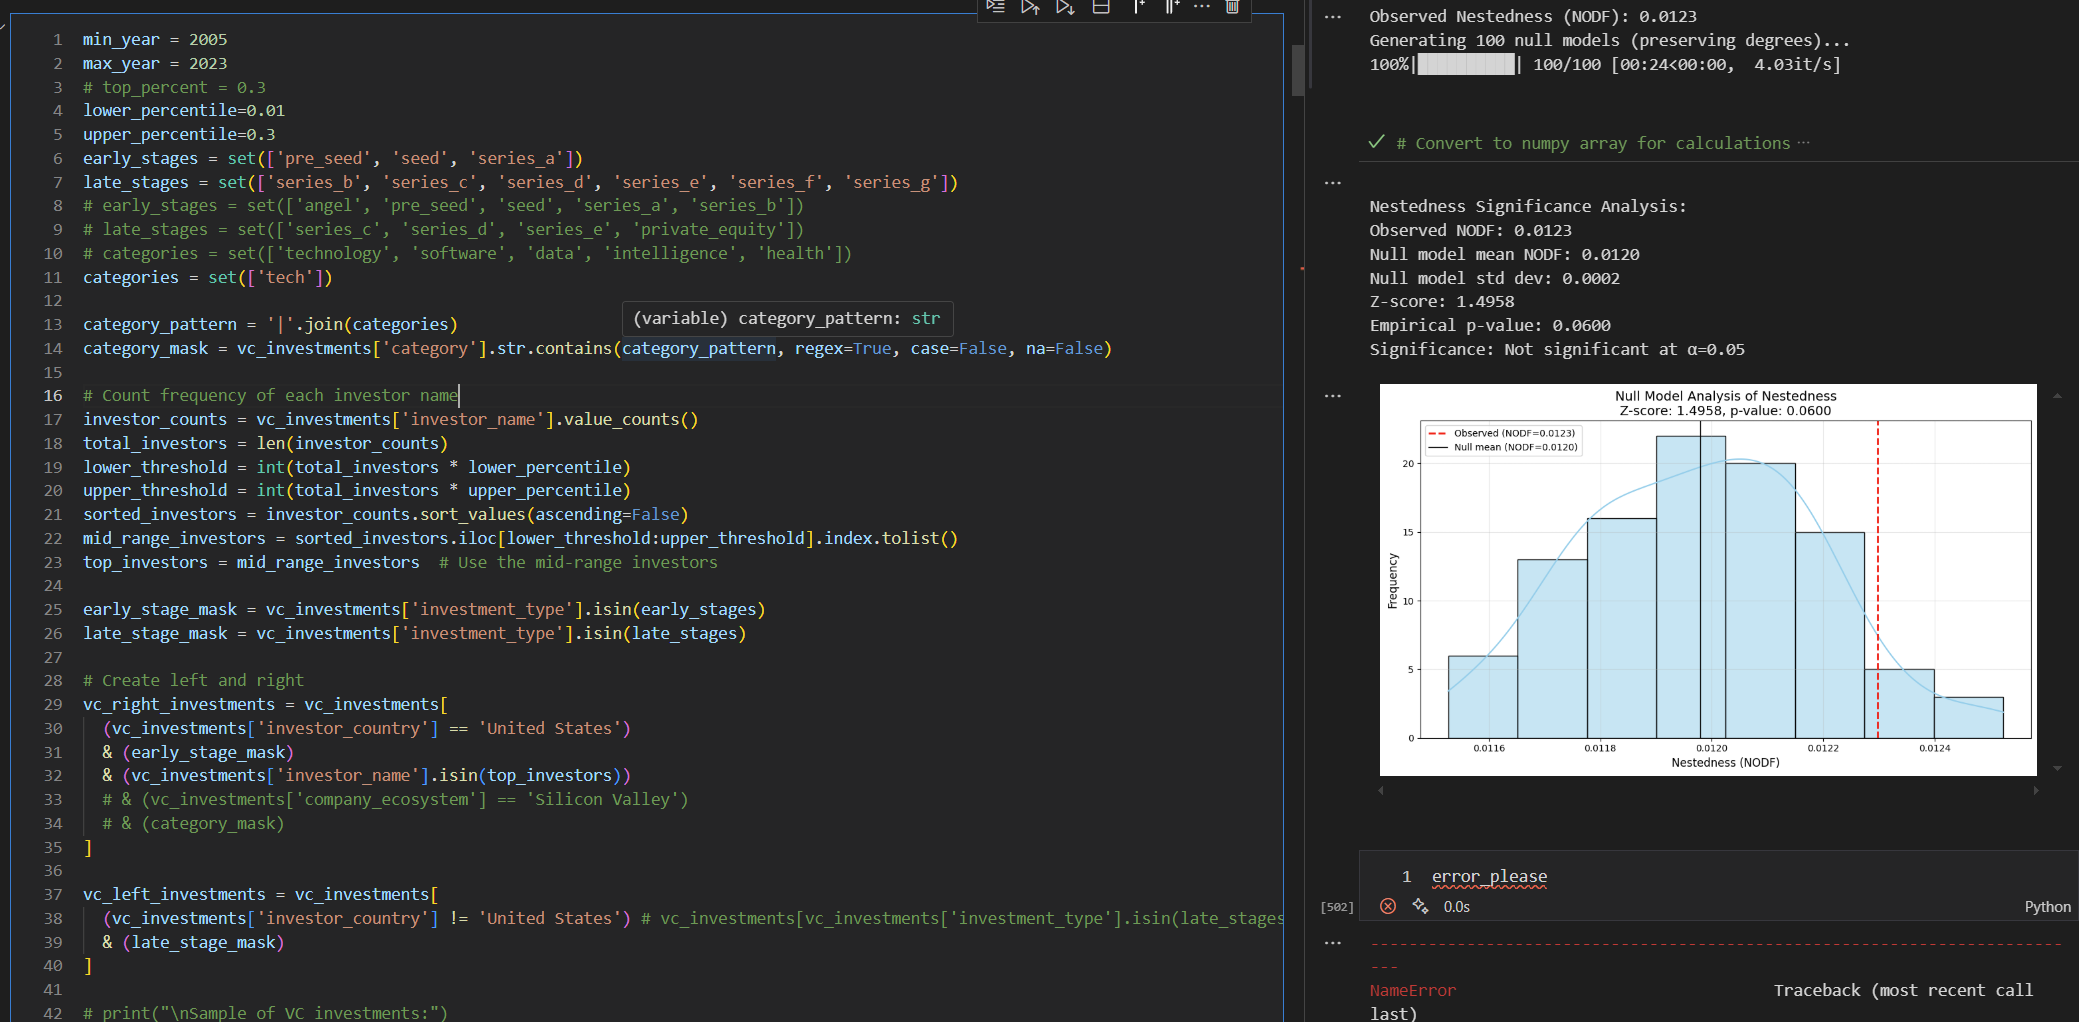 1 min_year = 2005
2 max_year = 2023
3 # top_percent = 0.3
4 lower_percentile=0.01
5 upper_percentile=0.3
6 early_stages = set(['pre_seed', 'seed', 'series_a'])
7 late_stages = set(['series_b', 'series_c', 'series_d', 'series_e', 'series_f', 'series_g'])
8 # early_stages = set(['angel', 'pre_seed', 'seed', 'series_a', 'series_b'])
9 # late_stages = set(['series_c', 'series_d', 'series_e', 'private_equity'])
10 # categories = set(['technology', 'software', 'data', 'intelligence', 'health'])
11 categories = set(['tech'])
12
(variable) category_pattern: str
13 category_pattern = '|'.join(categories)
14 category_mask = vc_investments['category'].str.contains(category_pattern, regex=True, case=False, na=False)
15
16 # Count frequency of each investor name
17 investor_counts = vc_investments['investor_name'].value_counts()
18 total_investors = len(investor_counts)
19 lower_threshold = int(total_investors * lower_percentile)
20 upper_threshold = int(total_investors * upper_percentile)
21 sorted_investors = investor_counts.sort_values(ascending=False)
22 mid_range_investors = sorted_investors.iloc[lower_threshold:upper_threshold].index.tolist()
23 top_investors = mid_range_investors  # Use the mid-range investors
24
25 early_stage_mask = vc_investments['investment_type'].isin(early_stages)
26 late_stage_mask = vc_investments['investment_type'].isin(late_stages)
27
28 # Create left and right
29 vc_right_investments = vc_investments[
30 (vc_investments['investor_country'] == 'United States')
31 & (early_stage_mask)
32 & (vc_investments['investor_name'].isin(top_investors))
33 # & (vc_investments['company_ecosystem'] == 'Silicon Valley')
34 # & (category_mask)
35 ]
36
37 vc_left_investments = vc_investments[
38 (vc_investments['investor_country'] != 'United States') # vc_investments[vc_investments['investment_type'].isin(late_stages
39 & (late_stage_mask)
40 ]
41
42 # print("\nSample of VC investments:")
Observed Nestedness (NODF): 0.0123
Generating 100 null models (preserving degrees)...
100%|██████████| 100/100 [00:24<00:00,  4.03it/s]
# Convert to numpy array for calculations ···
Nestedness Significance Analysis:
Observed NODF: 0.0123
Null model mean NODF: 0.0120
Null model std dev: 0.0002
Z-score: 1.4958
Empirical p-value: 0.0600
Significance: Not significant at α=0.05
Null Model Analysis of Nestedness
Z-score: 1.4958, p-value: 0.0600
Observed (NODF=0.0123)
Null mean (NODF=0.0120)
Frequency
20
15
10
5
0
0.0116 0.0118 0.0120 0.0122 0.0124
Nestedness (NODF)
1 error_please
[502] 0.0s Python
---------------------------------------------------------------------------
NameError Traceback (most recent call
last)